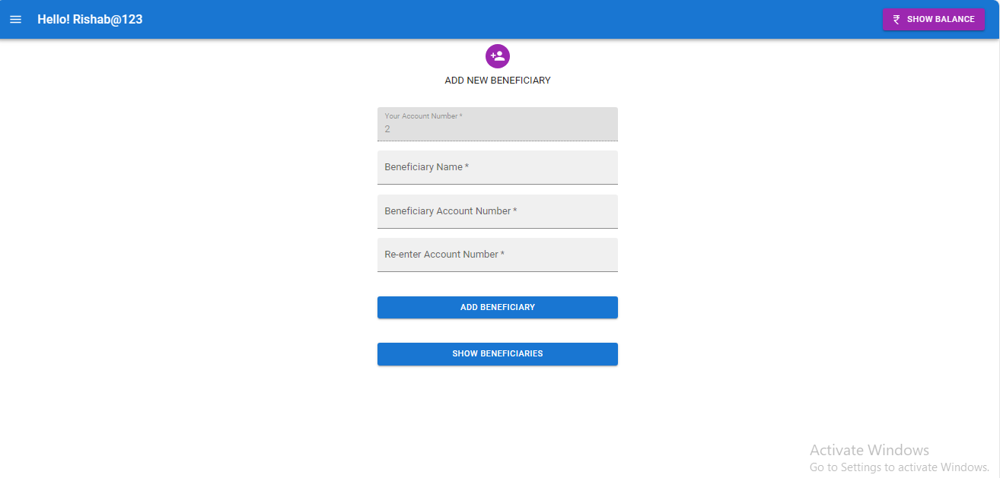 Hello! Rishab@123
₹ SHOW BALANCE
ADD NEW BENEFICIARY
Your Account Number *
2
Beneficiary Name *
Beneficiary Account Number *
Re-enter Account Number *
ADD BENEFICIARY
SHOW BENEFICIARIES
Activate Windows
Go to Settings to activate Windows.